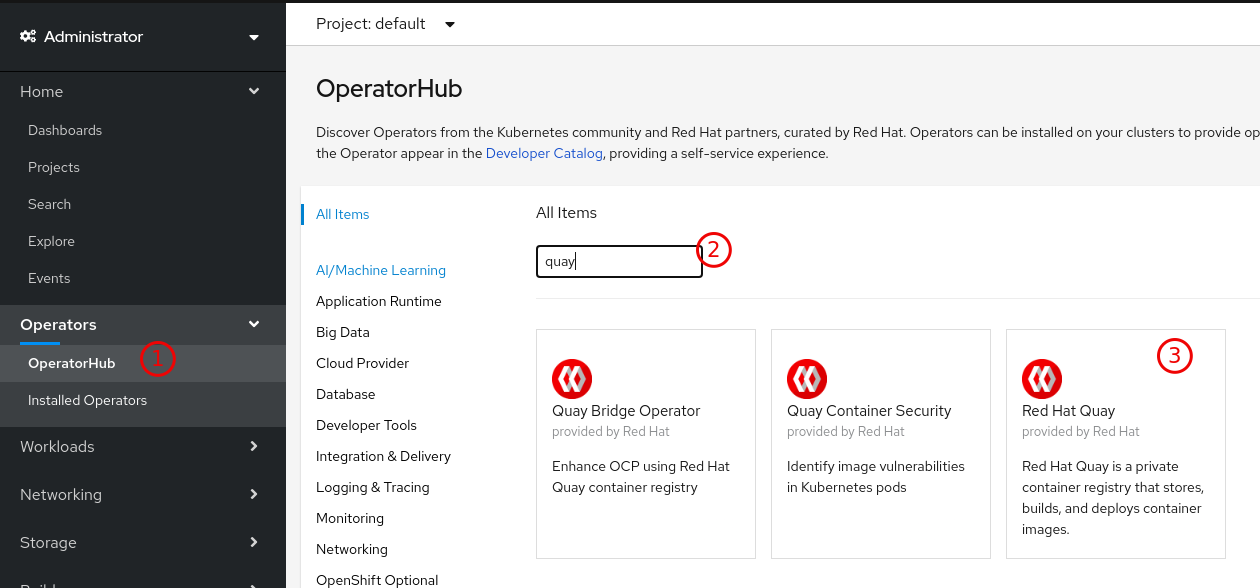 Administrator
Home
Dashboards
Projects
Search
Explore
Events
Operators
OperatorHub 1
Installed Operators
Workloads
Networking
Storage
Project: default
OperatorHub
Discover Operators from the Kubernetes community and Red Hat partners, curated by Red Hat. Operators can be installed on your clusters to provide op
the Operator appear in the Developer Catalog, providing a self-service experience.
All Items
AI/Machine Learning
Application Runtime
Big Data
Cloud Provider
Database
Developer Tools
Integration & Delivery
Logging & Tracing
Monitoring
Networking
OpenShift Optional
All Items
quay 2
Quay Bridge Operator
provided by Red Hat
Enhance OCP using Red Hat
Quay container registry
Quay Container Security
provided by Red Hat
Identify image vulnerabilities
in Kubernetes pods
3
Red Hat Quay
provided by Red Hat
Red Hat Quay is a private
container registry that stores,
builds, and deploys container
images.